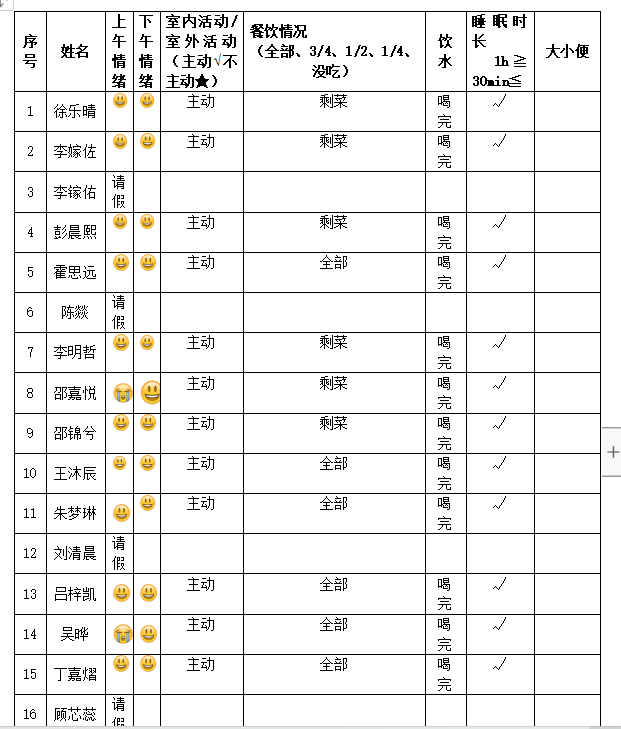 序号 姓名 上午情绪 下午情绪 室内活动/室外活动（主动√不主动★） 餐饮情况（全部、3/4、1/2、1/4、没吃） 饮水 睡眠时长 1h≧ 30min≦ 大小便
1 徐乐晴 😃 😃 主动 剩菜 喝完 √
2 李嫁佐 😃 😃 主动 剩菜 喝完 √
3 李镓佑 请假
4 彭晨熙 😃 😃 主动 剩菜 喝完 √
5 霍思远 😃 😃 主动 全部 喝完 √
6 陈燚 请假
7 李明哲 😃 😃 主动 剩菜 喝完 √
8 邵嘉悦 😭 😃 主动 剩菜 喝完 √
9 邵锦兮 😃 😃 主动 剩菜 喝完 √
10 王沐辰 😃 😃 主动 全部 喝完 √
11 朱梦琳 😃 😃 主动 全部 喝完 √
12 刘清晨 请假
13 吕梓凯 😃 😃 主动 全部 喝完 √
14 吴晔 😭 😃 主动 全部 喝完 √
15 丁嘉熠 😃 😃 主动 全部 喝完 √
16 顾芯蕊 请假